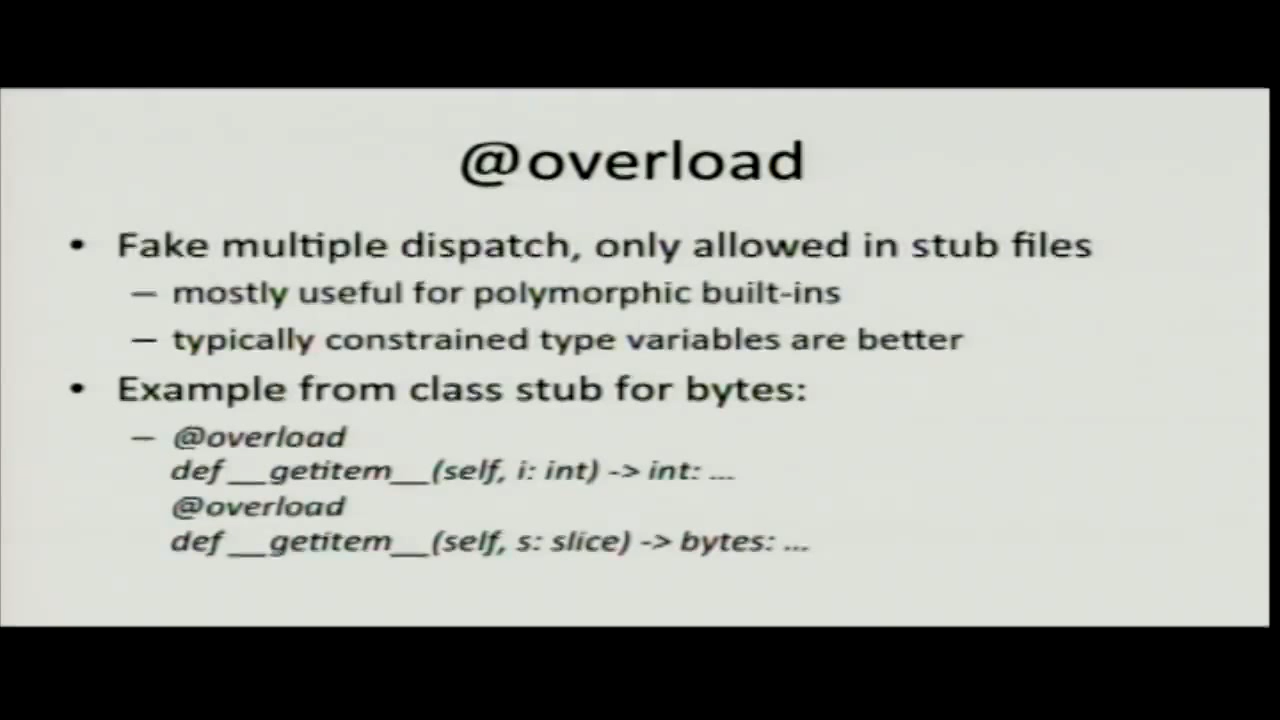 @overload
• Fake multiple dispatch, only allowed in stub files
– mostly useful for polymorphic built-ins
– typically constrained type variables are better
• Example from class stub for bytes:
– @overload
def __getitem__(self, i: int) -> int: ...
@overload
def __getitem__(self, s: slice) -> bytes: ...